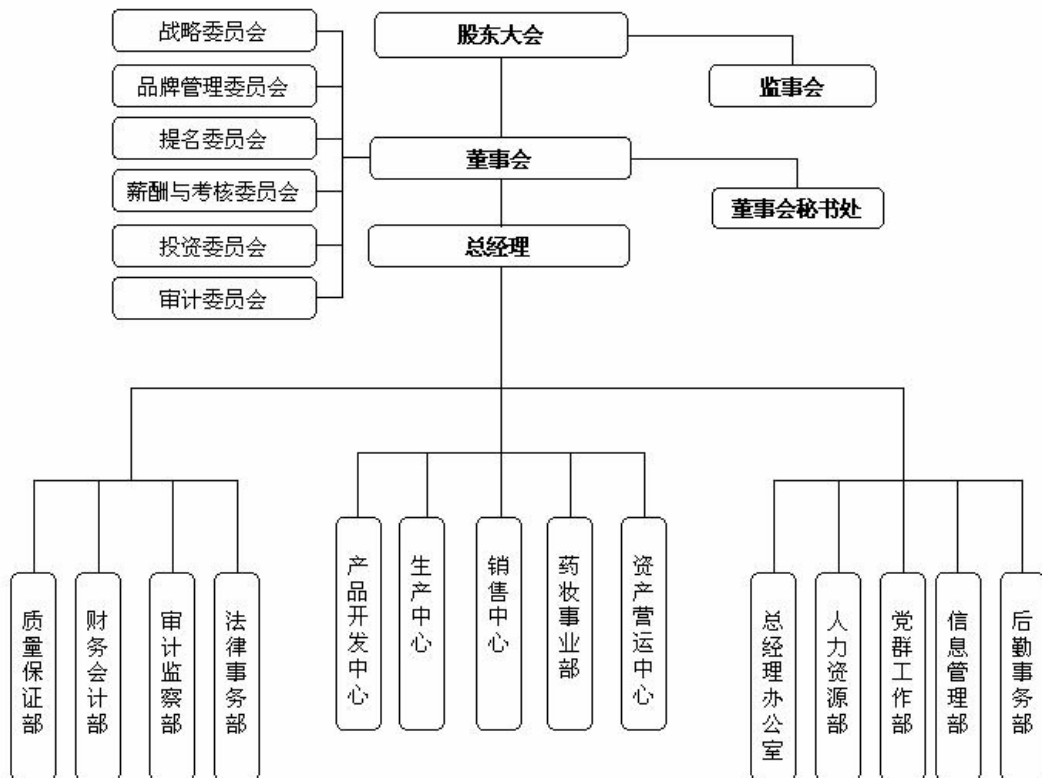 战略委员会
品牌管理委员会
提名委员会
薪酬与考核委员会
投资委员会
审计委员会
股东大会
监事会
董事会
董事会秘书处
总经理
质量保证部
财务会计部
审计监察部
法律事务部
产品开发中心
生产中心
销售中心
药妆事业部
资产营运中心
总经理办公室
人力资源部
党群工作部
信息管理部
后勤事务部